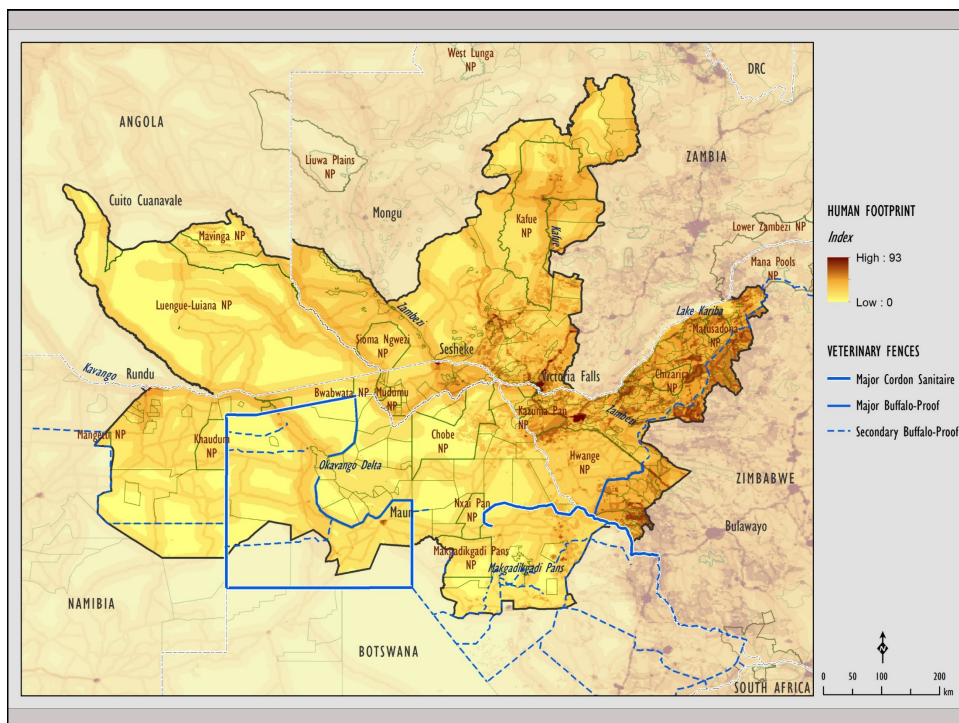 West Lunga
NP
DRC
ANGOLA
ZAMBIA
Liuwa Plains
NP
Cuito Cuanavale
Mongu
Kafue
NP
Kafue
Lower Zambezi NP
Mavinga NP
Mana Pools
NP
Luengue-Luiana NP
Zambezi
Lake Kariba
Matusadona
NP
Sioma Ngwezi
NP
Sesheke
Kavango
Rundu
Victoria Falls
Chizarira
NP
Bwabwata NP
Mudumu
NP
Kazuma Pan
NP
Zambezi
Mangetti NP
Khaudum
NP
Chobe
NP
Hwange
NP
Okavango Delta
ZIMBABWE
Maun
Nxai Pan
NP
Bulawayo
Makgadikgadi Pans
NP
Makgadikgadi Pans
NAMIBIA
BOTSWANA
SOUTH AFRICA
HUMAN FOOTPRINT
Index
High : 93
Low : 0
VETERINARY FENCES
Major Cordon Sanitaire
Major Buffalo-Proof
Secondary Buffalo-Proof
N
0 50 100 200
km